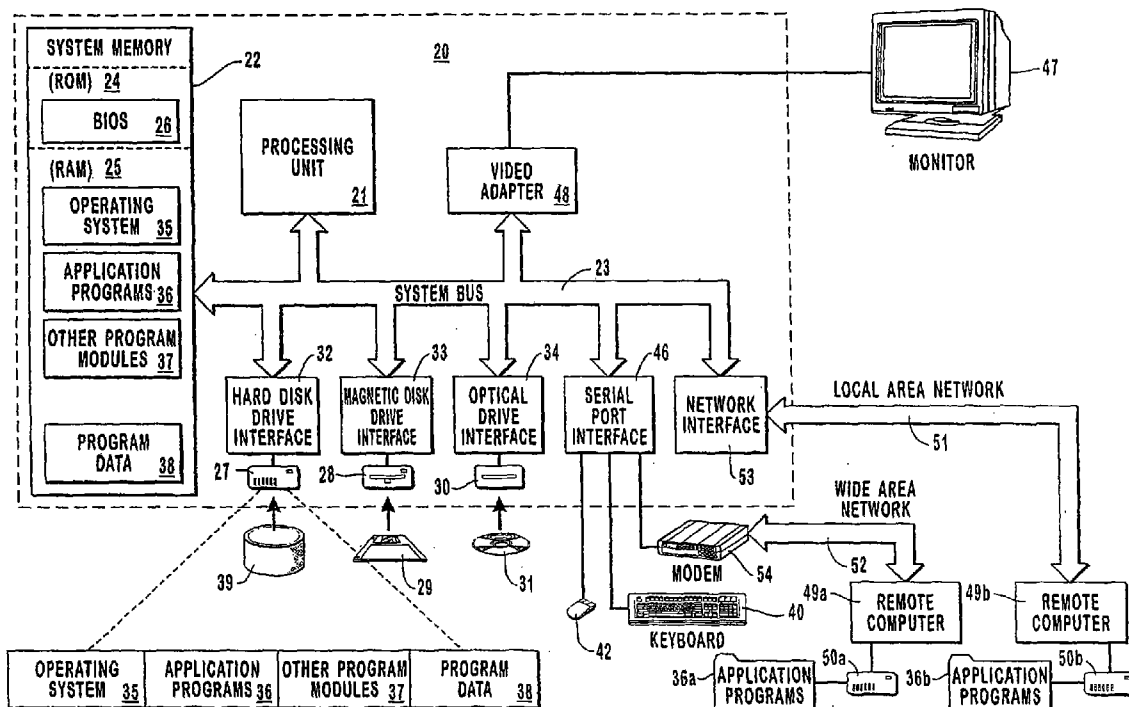 SYSTEM MEMORY
22
(ROM) 24
BIOS 26
(RAM) 25
OPERATING
SYSTEM 35
APPLICATION
PROGRAMS 36
OTHER PROGRAM
MODULES 37
PROGRAM
DATA 38
20
PROCESSING
UNIT
21
VIDEO
ADAPTER 48
47
MONITOR
23
SYSTEM BUS
32
HARD DISK
DRIVE
INTERFACE
33
MAGNETIC DISK
DRIVE
INTERFACE
34
OPTICAL
DRIVE
INTERFACE
46
SERIAL
PORT
INTERFACE
NETWORK
INTERFACE
53
LOCAL AREA NETWORK
51
27
28
30
39
29
31
WIDE AREA
NETWORK
52
MODEM
54
42
KEYBOARD
40
49a
REMOTE
COMPUTER
49b
REMOTE
COMPUTER
50a
36a
APPLICATION
PROGRAMS
50b
36b
APPLICATION
PROGRAMS
OPERATING
SYSTEM 35
APPLICATION
PROGRAMS 36
OTHER PROGRAM
MODULES 37
PROGRAM
DATA 38